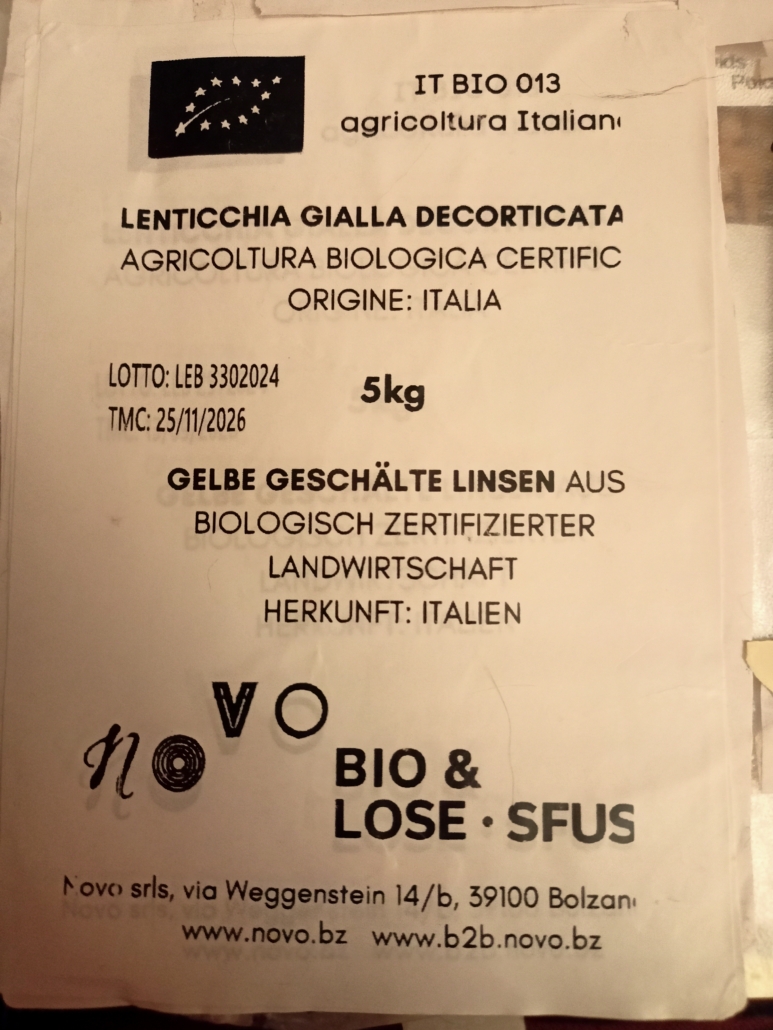 IT BIO 013
agricoltura Italian
LENTICCHIA GIALLA DECORTICATA
AGRICOLTURA BIOLOGICA CERTIFIC
ORIGINE: ITALIA
LOTTO: LEB 3302024
5kg
TMC: 25/11/2026
GELBE GESCHÄLTE LINSEN AUS
BIOLOGISCH ZERTIFIZIERTER
LANDWIRTSCHAFT
HERKUNFT: ITALIEN
noVO
BIO &
LOSE · SFUS
Novo srls, via Weggenstein 14/b, 39100 Bolzan
www.novo.bz www.b2b.novo.bz